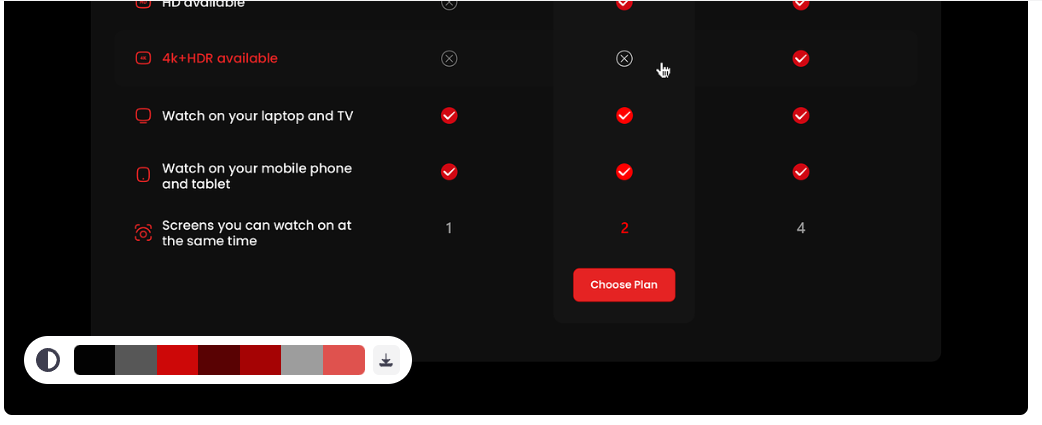 HD available
4k+HDR available
Watch on your laptop and TV
Watch on your mobile phone
and tablet
Screens you can watch on at
the same time
1
2
4
Choose Plan